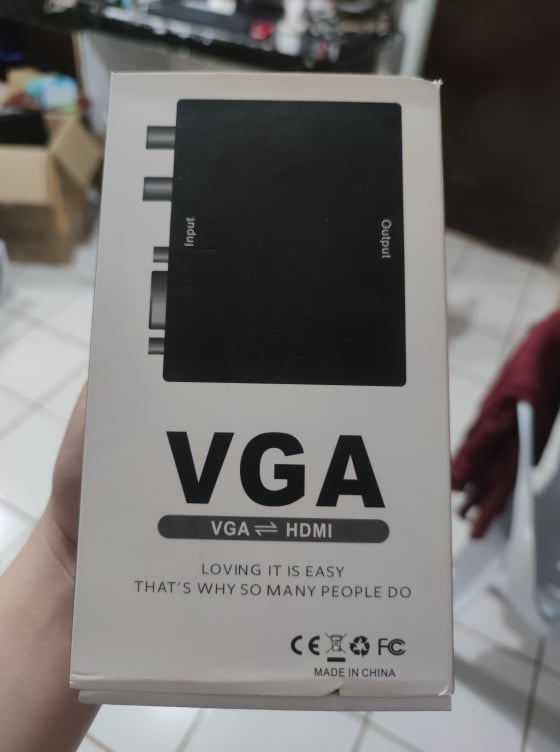 Input
Output
VGA
VGA ⇌ HDMI
LOVING IT IS EASY
THAT'S WHY SO MANY PEOPLE DO
CE FC
MADE IN CHINA